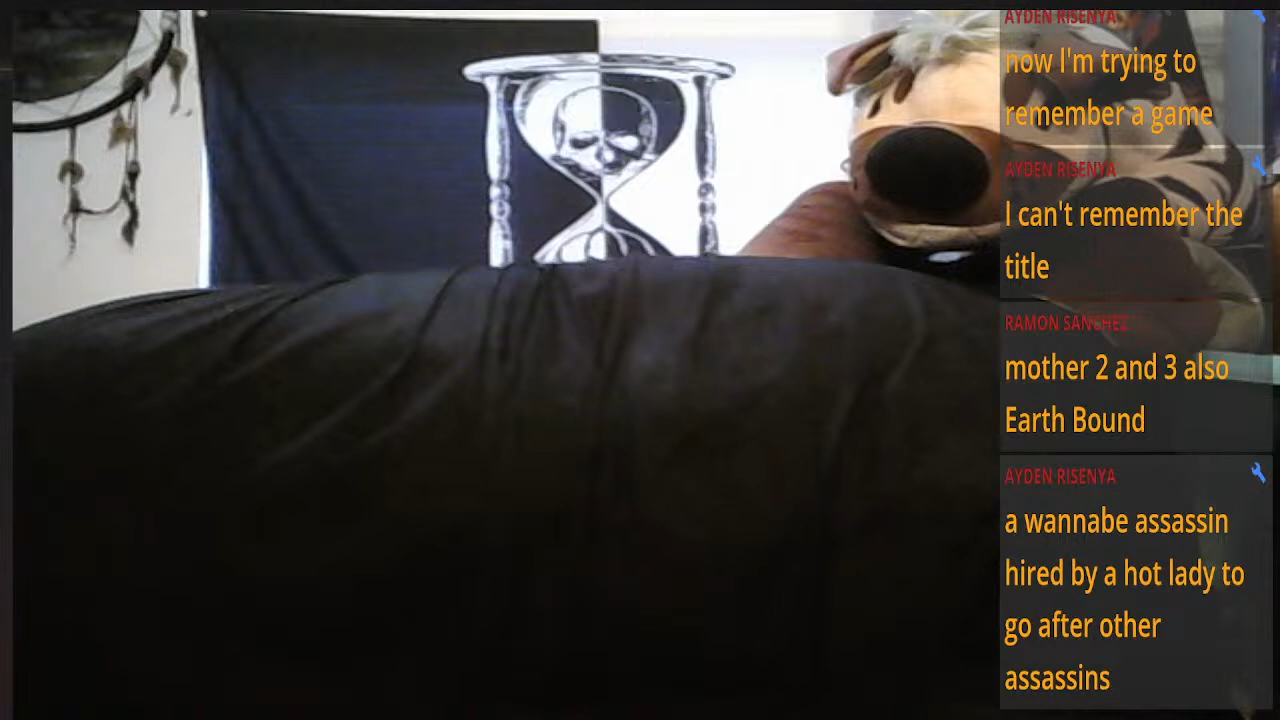 AYDEN RISENYA
now I'm trying to
remember a game
AYDEN RISENYA
I can't remember the
title
RAMON SANCHEZ
mother 2 and 3 also
Earth Bound
AYDEN RISENYA
a wannabe assassin
hired by a hot lady to
go after other
assassins